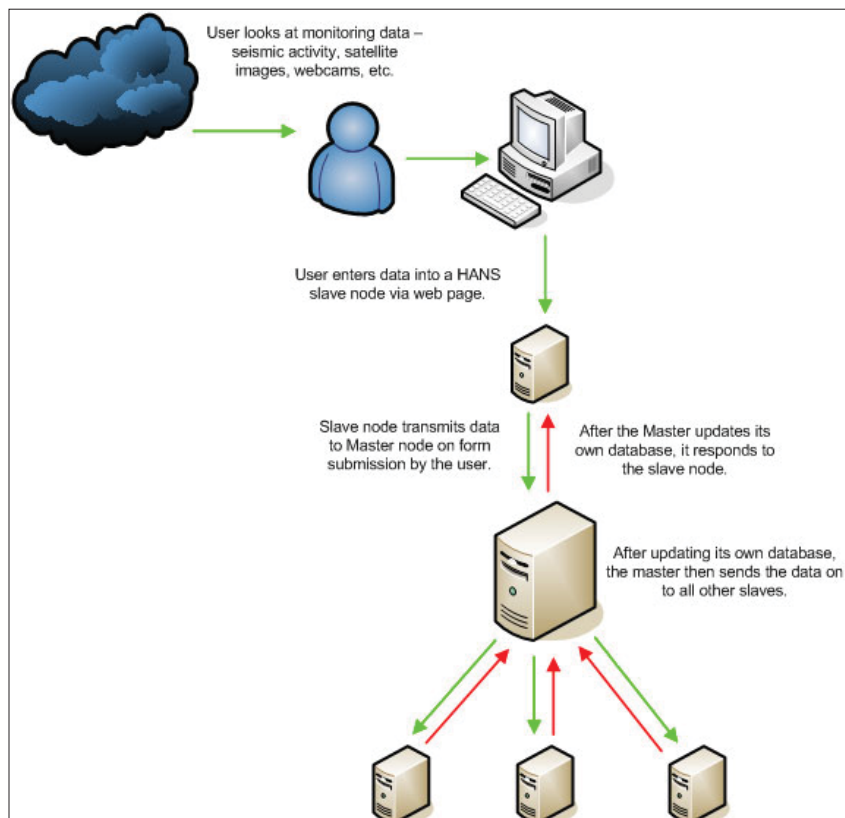 User looks at monitoring data –
seismic activity, satellite
images, webcams, etc.
User enters data into a HANS
slave node via web page.
Slave node transmits data
to Master node on form
submission by the user.
After the Master updates its
own database, it responds to
the slave node.
After updating its own database,
the master then sends the data on
to all other slaves.